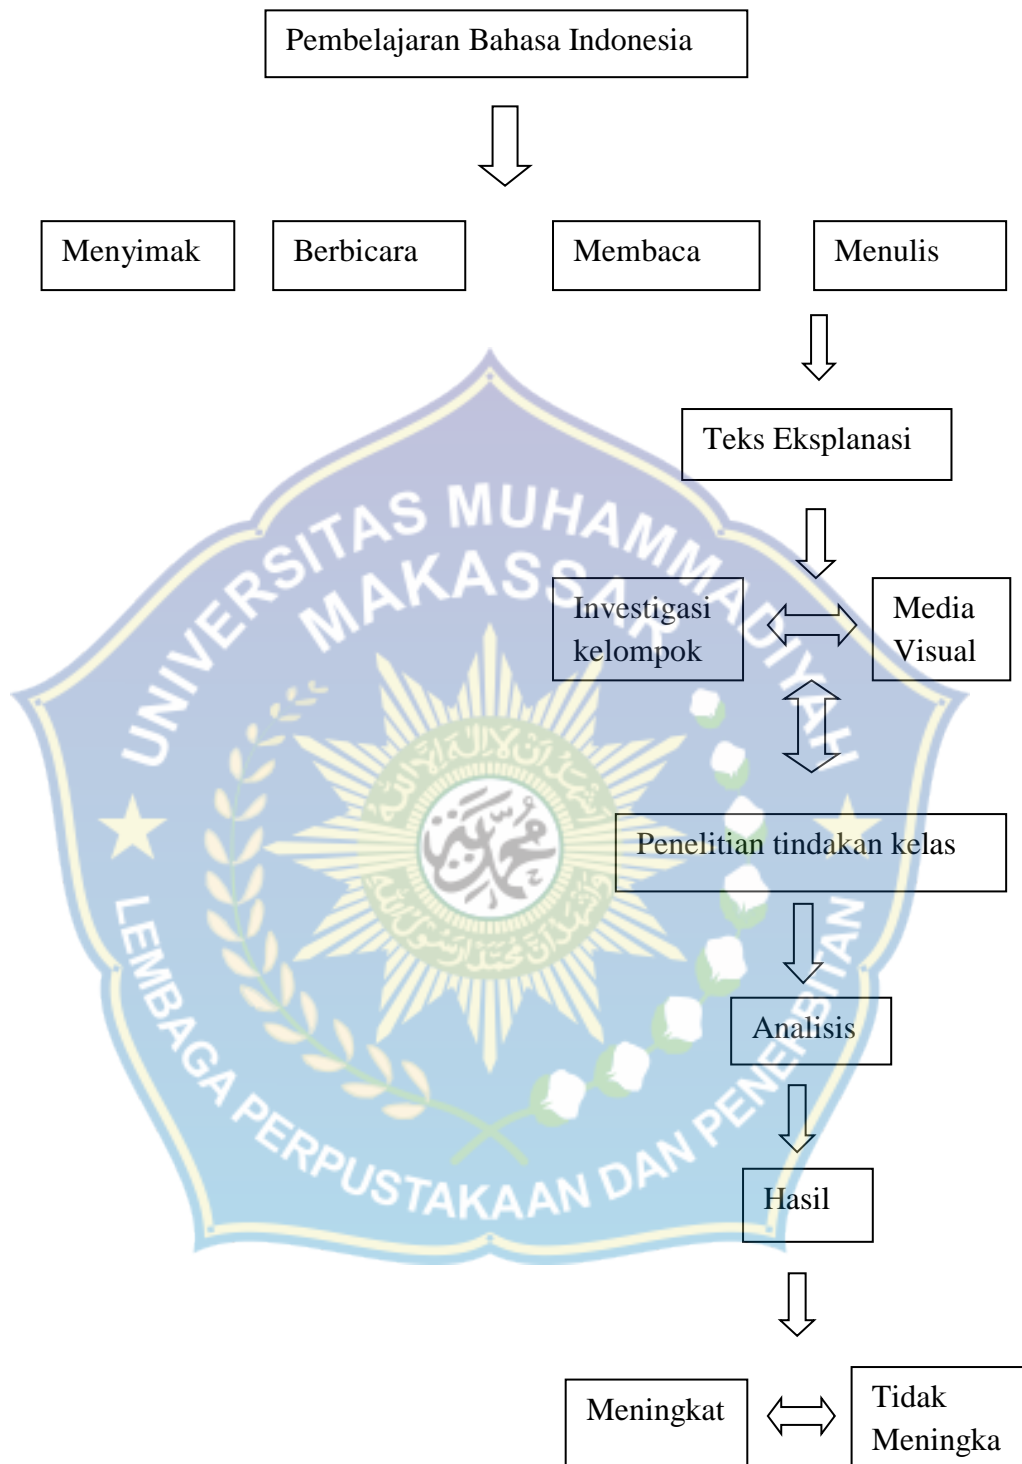 Pembelajaran Bahasa Indonesia
Menyimak
Berbicara
Membaca
Menulis
Teks Eksplanasi
UNIVERSITAS MUHAMMADIYAH
MAKASSAR
Investigasi
kelompok
Media
Visual
Penelitian tindakan kelas
Analisis
Hasil
LEMBAGA PERPUSTAKAAN DAN PENERBITAN
Meningkat
Tidak
Meningka